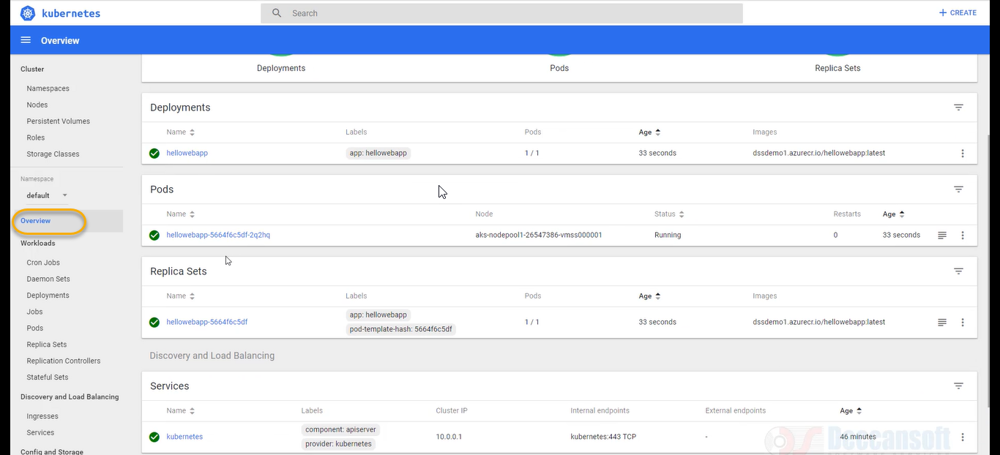 kubernetes
Search
CREATE
Overview
Cluster
Namespaces
Nodes
Persistent Volumes
Roles
Storage Classes
Namespace
default
Overview
Workloads
Cron Jobs
Daemon Sets
Deployments
Jobs
Pods
Replica Sets
Replication Controllers
Stateful Sets
Discovery and Load Balancing
Ingresses
Services
Config and Storage
Deployments Pods Replica Sets
Deployments
Name Labels Pods Age Images
hellowebapp app: hellowebapp 1 / 1 33 seconds dssdemo1.azurecr.io/hellowebapp:latest
Pods
Name Node Status Restarts Age
hellowebapp-5664f6c5df-2q2hq aks-nodepool1-26547386-vmss000001 Running 0 33 seconds
Replica Sets
Name Labels Pods Age Images
hellowebapp-5664f6c5df app: hellowebapp pod-template-hash: 5664f6c5df 1 / 1 33 seconds dssdemo1.azurecr.io/hellowebapp:latest
Discovery and Load Balancing
Services
Name Labels Cluster IP Internal endpoints External endpoints Age
kubernetes component: apiserver provider: kubernetes 10.0.0.1 kubernetes:443 TCP - 46 minutes
Deccansoft